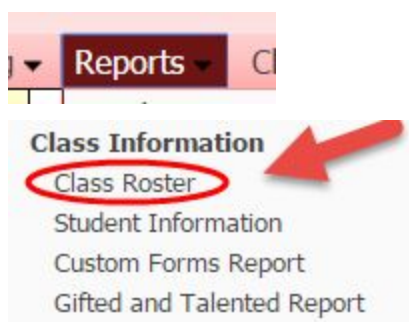 Reports
Class Information
Class Roster
Student Information
Custom Forms Report
Gifted and Talented Report